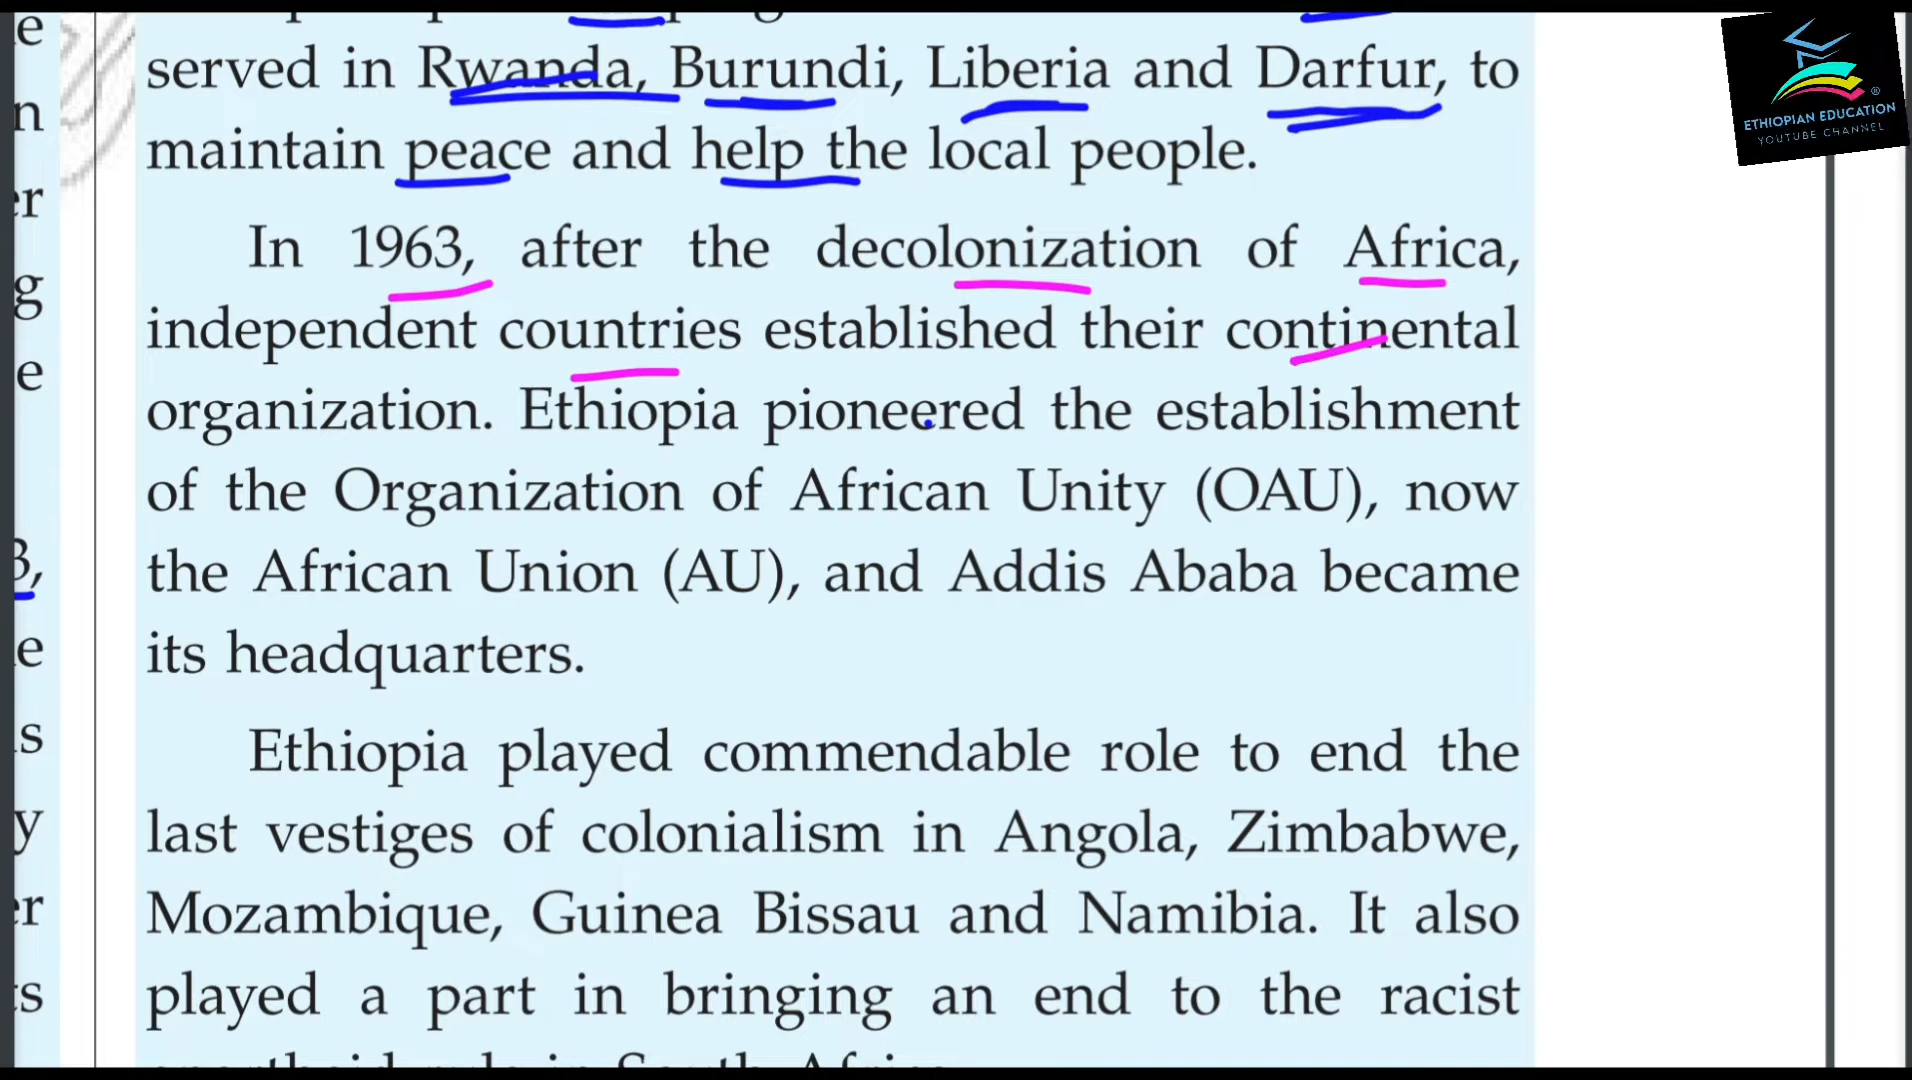 served in Rwanda, Burundi, Liberia and Darfur, to
maintain peace and help the local people.
In 1963, after the decolonization of Africa,
independent countries established their continental
organization. Ethiopia pioneered the establishment
of the Organization of African Unity (OAU), now
the African Union (AU), and Addis Ababa became
its headquarters.
Ethiopia played commendable role to end the
last vestiges of colonialism in Angola, Zimbabwe,
Mozambique, Guinea Bissau and Namibia. It also
played a part in bringing an end to the racist
ETHIOPIAN EDUCATION
YOUTUBE CHANNEL